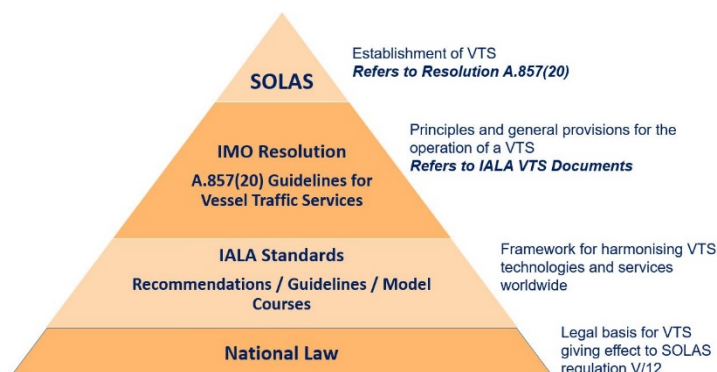 SOLAS
Establishment of VTS
Refers to Resolution A.857(20)
IMO Resolution
A.857(20) Guidelines for
Vessel Traffic Services
Principles and general provisions for the
operation of a VTS
Refers to IALA VTS Documents
IALA Standards
Recommendations / Guidelines / Model
Courses
Framework for harmonising VTS
technologies and services
worldwide
National Law
Legal basis for VTS
giving effect to SOLAS
regulation V/12